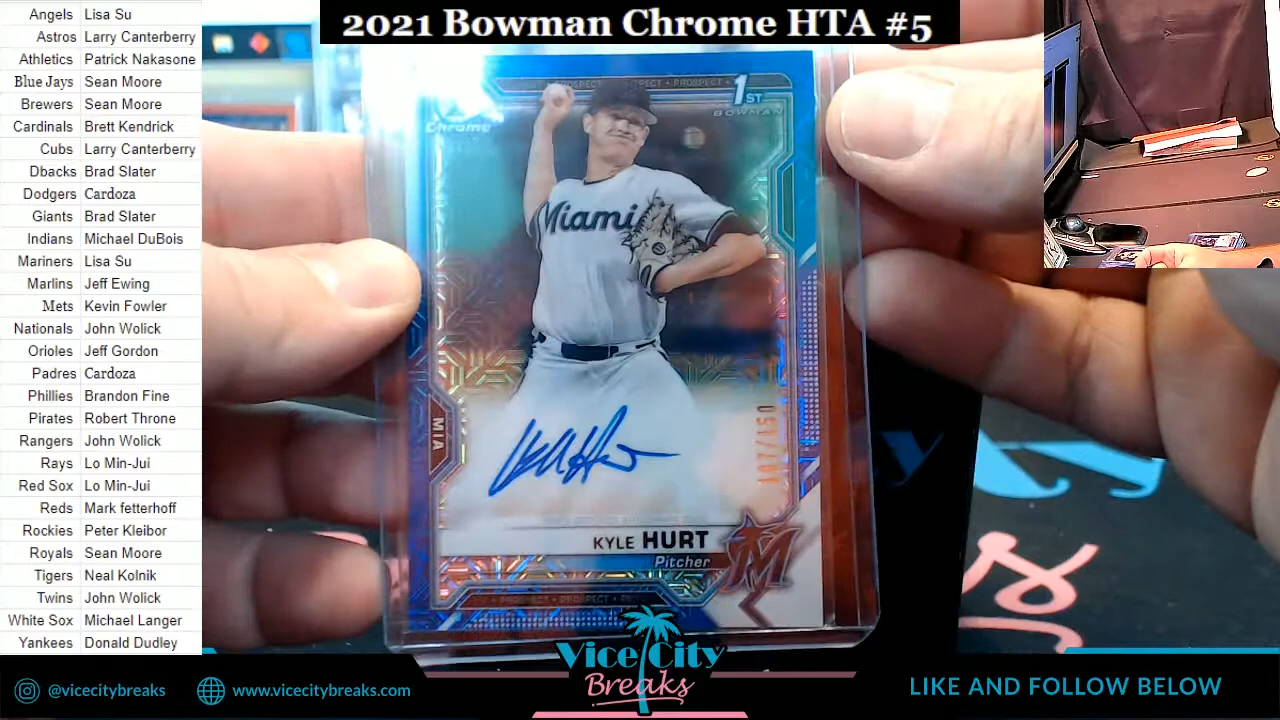 2021 Bowman Chrome HTA #5
Angels Lisa Su
Astros Larry Canterberry
Athletics Patrick Nakasone
Blue Jays Sean Moore
Brewers Sean Moore
Cardinals Brett Kendrick
Cubs Larry Canterberry
Dbacks Brad Slater
Dodgers Cardoza
Giants Brad Slater
Indians Michael DuBois
Mariners Lisa Su
Marlins Jeff Ewing
Mets Kevin Fowler
Nationals John Wolick
Orioles Jeff Gordon
Padres Cardoza
Phillies Brandon Fine
Pirates Robert Throne
Rangers John Wolick
Rays Lo Min-Jui
Red Sox Lo Min-Jui
Reds Mark fetterhoff
Rockies Peter Kleibor
Royals Sean Moore
Tigers Neal Kolnik
Twins John Wolick
White Sox Michael Langer
Yankees Donald Dudley
PROSPECT • PROSPECT
1ST
BOWMAN
Chrome
Miami
MIA
107/150
KYLE HURT
Pitcher
M
PROSPECT • PROSPECT
Vice City
Breaks
@vicecitybreaks
www.vicecitybreaks.com
LIKE AND FOLLOW BELOW